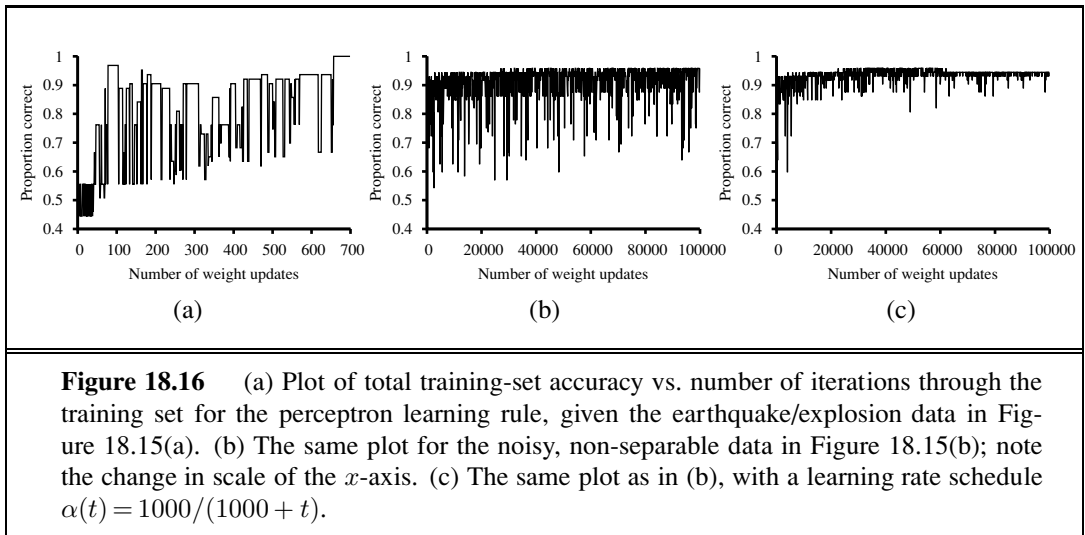 1
0.9
0.8
0.7
0.6
0.5
0.4
Proportion correct
0 100 200 300 400 500 600 700
Number of weight updates
(a)
1
0.9
0.8
0.7
0.6
0.5
0.4
Proportion correct
0 20000 40000 60000 80000 100000
Number of weight updates
(b)
1
0.9
0.8
0.7
0.6
0.5
0.4
Proportion correct
0 20000 40000 60000 80000 100000
Number of weight updates
(c)
Figure 18.16 (a) Plot of total training-set accuracy vs. number of iterations through the
training set for the perceptron learning rule, given the earthquake/explosion data in Fig-
ure 18.15(a). (b) The same plot for the noisy, non-separable data in Figure 18.15(b); note
the change in scale of the x-axis. (c) The same plot as in (b), with a learning rate schedule
α(t) = 1000/(1000 + t).